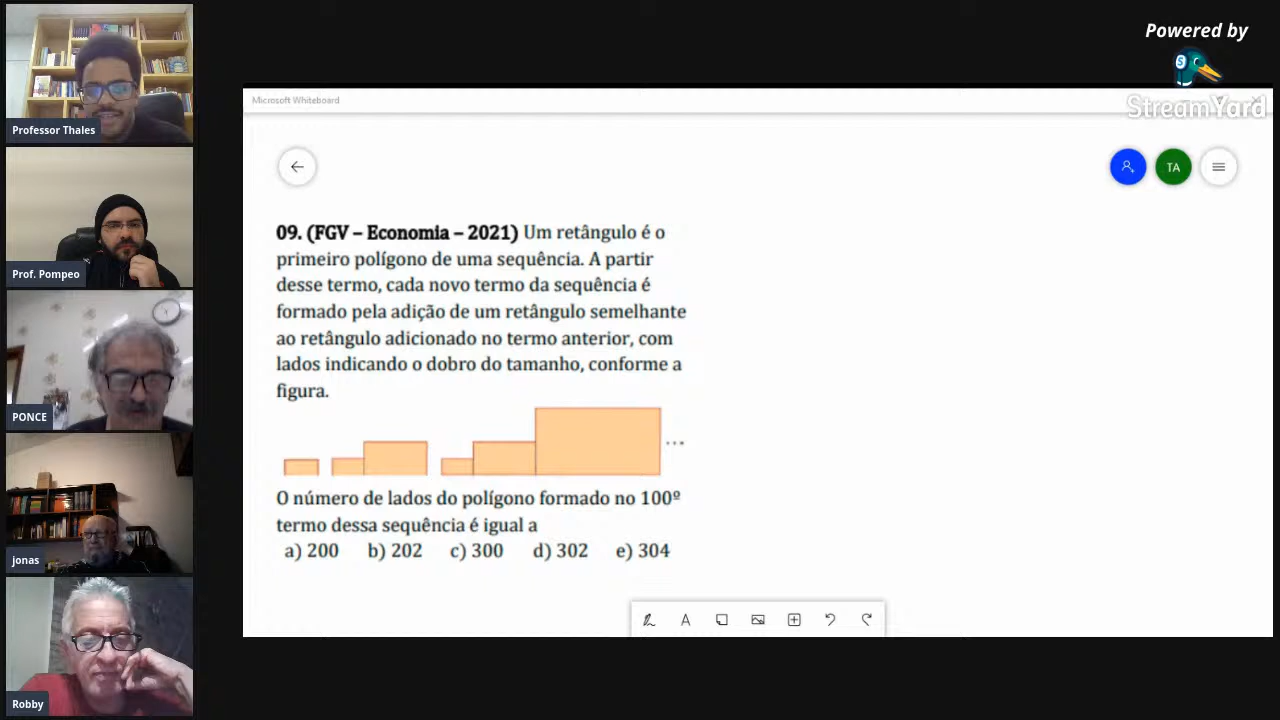 Professor Thales
Prof. Pompeo
PONCE
jonas
Robby
Powered by
S
StreamYard
Microsoft Whiteboard
TA
09. (FGV – Economia – 2021) Um retângulo é o
primeiro polígono de uma sequência. A partir
desse termo, cada novo termo da sequência é
formado pela adição de um retângulo semelhante
ao retângulo adicionado no termo anterior, com
lados indicando o dobro do tamanho, conforme a
figura.
...
O número de lados do polígono formado no 100º
termo dessa sequência é igual a
a) 200 b) 202 c) 300 d) 302 e) 304
A